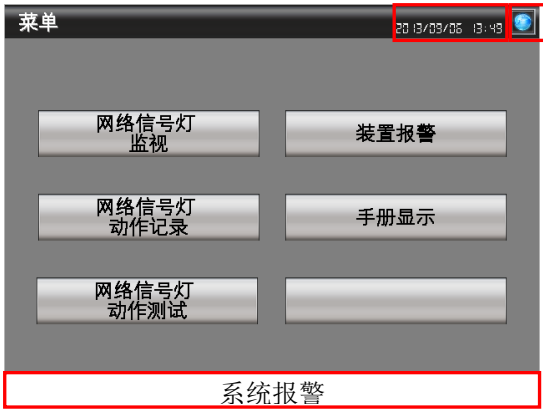 菜单
2013/09/06 13:49
网络信号灯
监视
装置报警
网络信号灯
动作记录
手册显示
网络信号灯
动作测试
系统报警